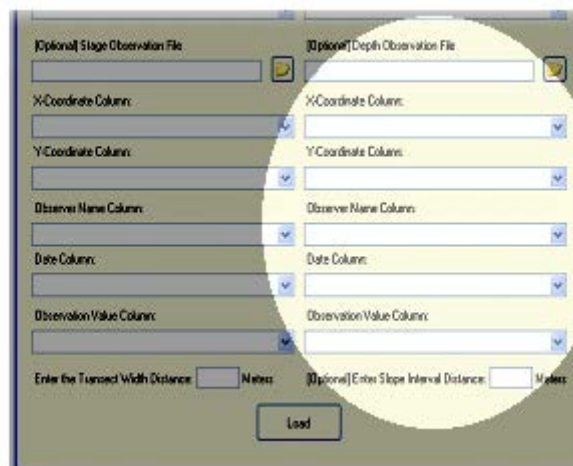 [Optional] Stage Observation File
[Optional] Depth Observation File
X-Coordinate Column:
X-Coordinate Column:
Y-Coordinate Column:
Y-Coordinate Column:
Observer Name Column:
Observer Name Column:
Date Column:
Date Column:
Observation Value Column:
Observation Value Column:
Enter the Transect Width Distance: Meters
[Optional] Enter Slope Interval Distance: Meters
Load